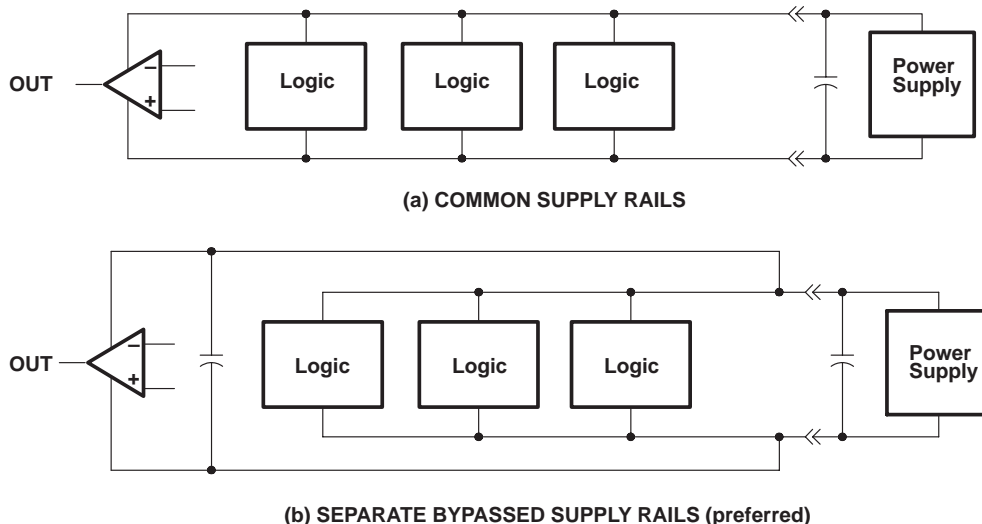 OUT
−
+
Logic
Logic
Logic
Power
Supply
(a) COMMON SUPPLY RAILS
OUT
−
+
Logic
Logic
Logic
Power
Supply
(b) SEPARATE BYPASSED SUPPLY RAILS (preferred)